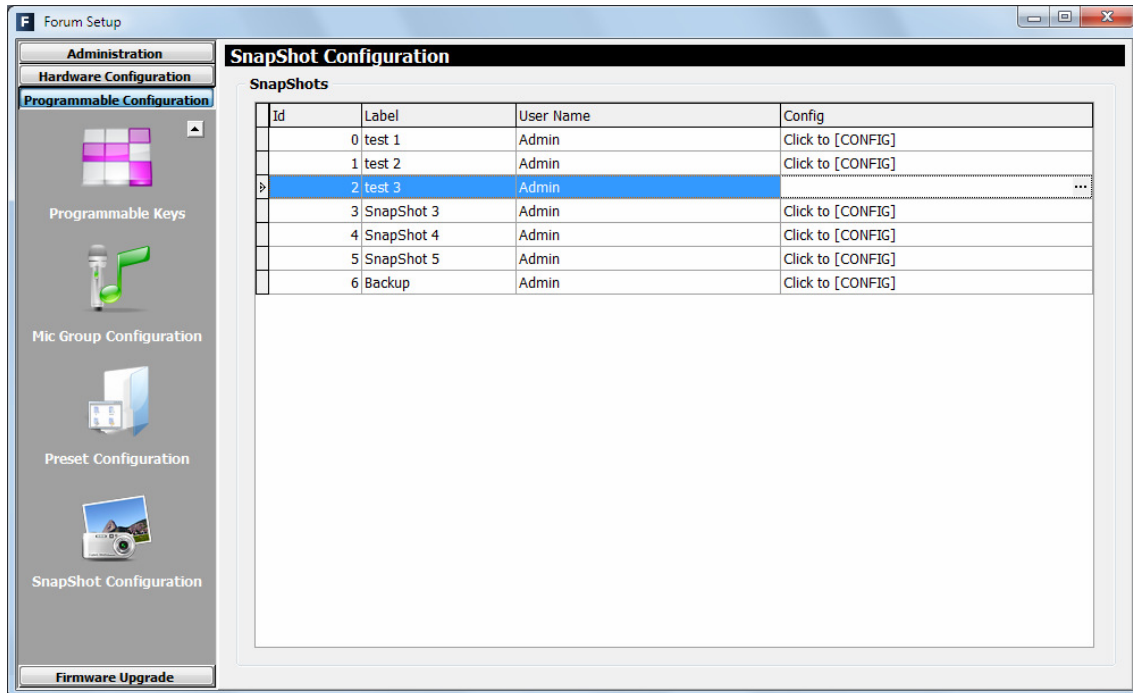 F Forum Setup
Administration
Hardware Configuration
Programmable Configuration
Programmable Keys
Mic Group Configuration
Preset Configuration
SnapShot Configuration
Firmware Upgrade
SnapShot Configuration
SnapShots
Id Label User Name Config
0 test 1 Admin Click to [CONFIG]
1 test 2 Admin Click to [CONFIG]
2 test 3 Admin ...
3 SnapShot 3 Admin Click to [CONFIG]
4 SnapShot 4 Admin Click to [CONFIG]
5 SnapShot 5 Admin Click to [CONFIG]
6 Backup Admin Click to [CONFIG]